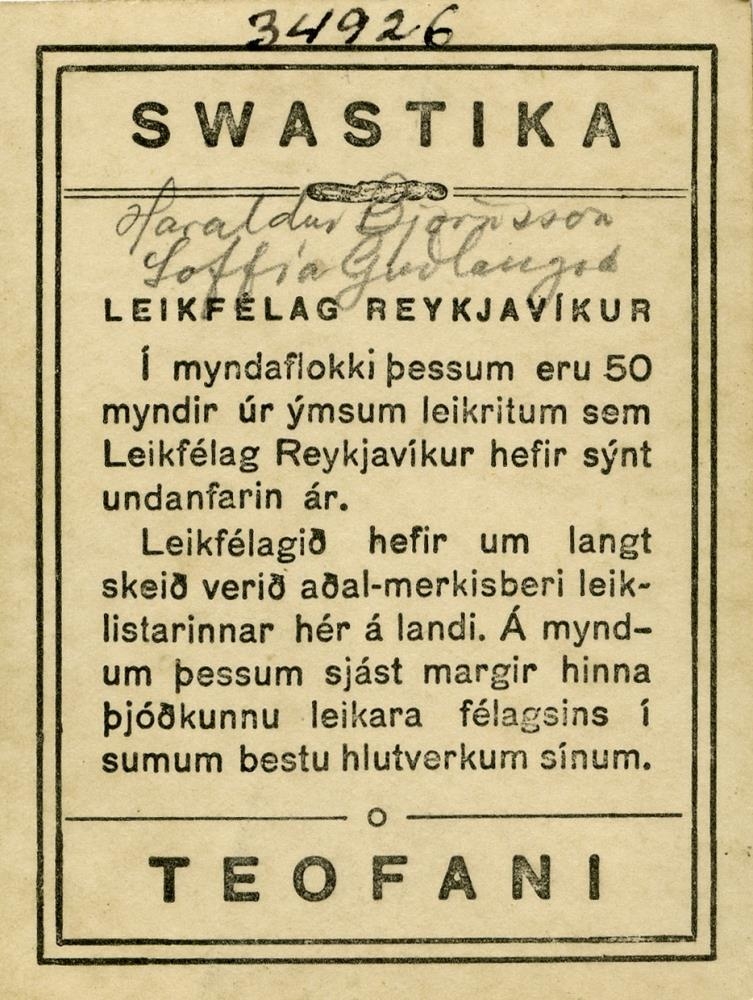 34926
SWASTIKA
Haraldur Björnsson
Soffía Guðlaugsd
LEIKFÉLAG REYKJAVÍKUR
Í myndaflokki þessum eru 50
myndir úr ýmsum leikritum sem
Leikfélag Reykjavíkur hefir sýnt
undanfarin ár.
Leikfélagið hefir um langt
skeið verið aðal-merkisberi leik-
listarinnar hér á landi. Á mynd-
um þessum sjást margir hinna
þjóðkunnu leikara félagsins í
sumum bestu hlutverkum sínum.
TEOFANI